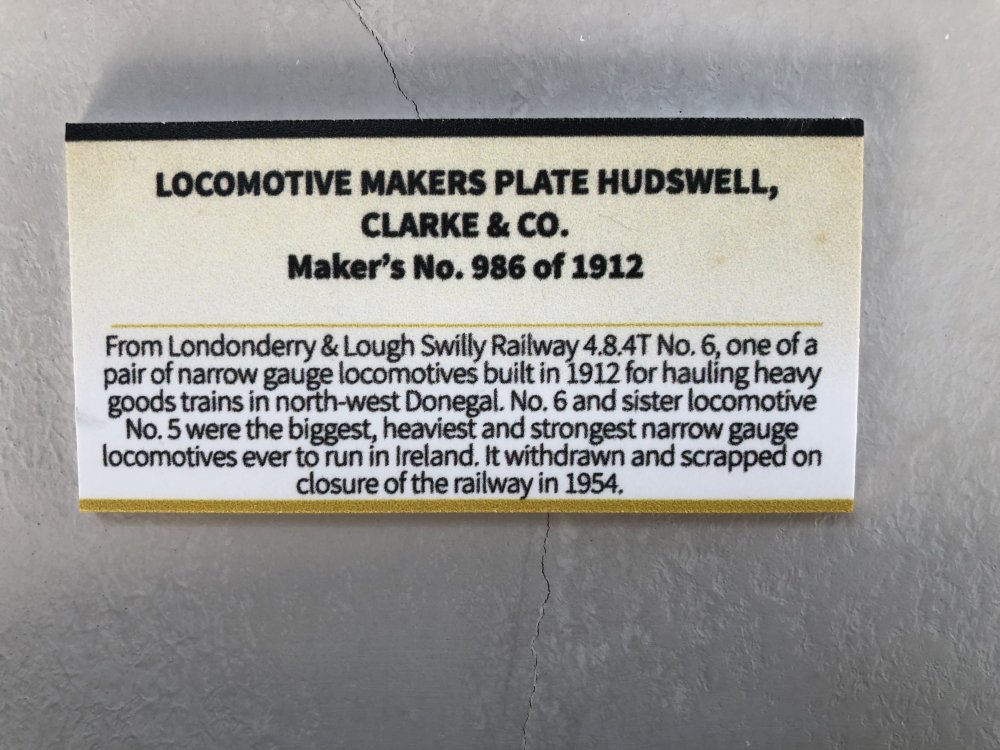 LOCOMOTIVE MAKERS PLATE HUDSWELL,
CLARKE & CO.
Maker’s No. 986 of 1912
From Londonderry & Lough Swilly Railway 4.8.4T No. 6, one of a
pair of narrow gauge locomotives built in 1912 for hauling heavy
goods trains in north-west Donegal. No. 6 and sister locomotive
No. 5 were the biggest, heaviest and strongest narrow gauge
locomotives ever to run in Ireland. It withdrawn and scrapped on
closure of the railway in 1954.